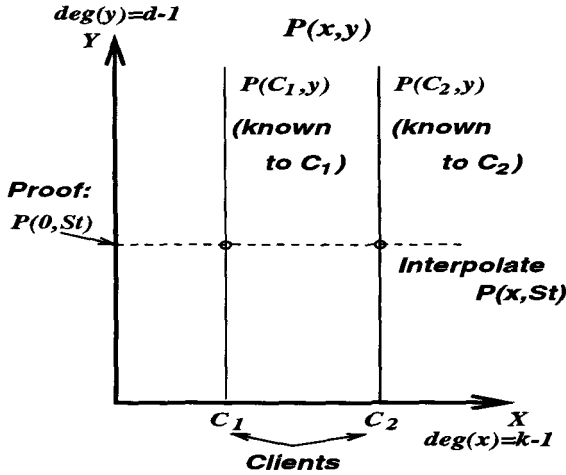 deg(y)=d-1
Y
P(x,y)
P(C1,y)
(known
to C1)
P(C2,y)
(known
to C2)
Proof:
P(0,St)
Interpolate
P(x,St)
C1
C2
X
deg(x)=k-1
Clients